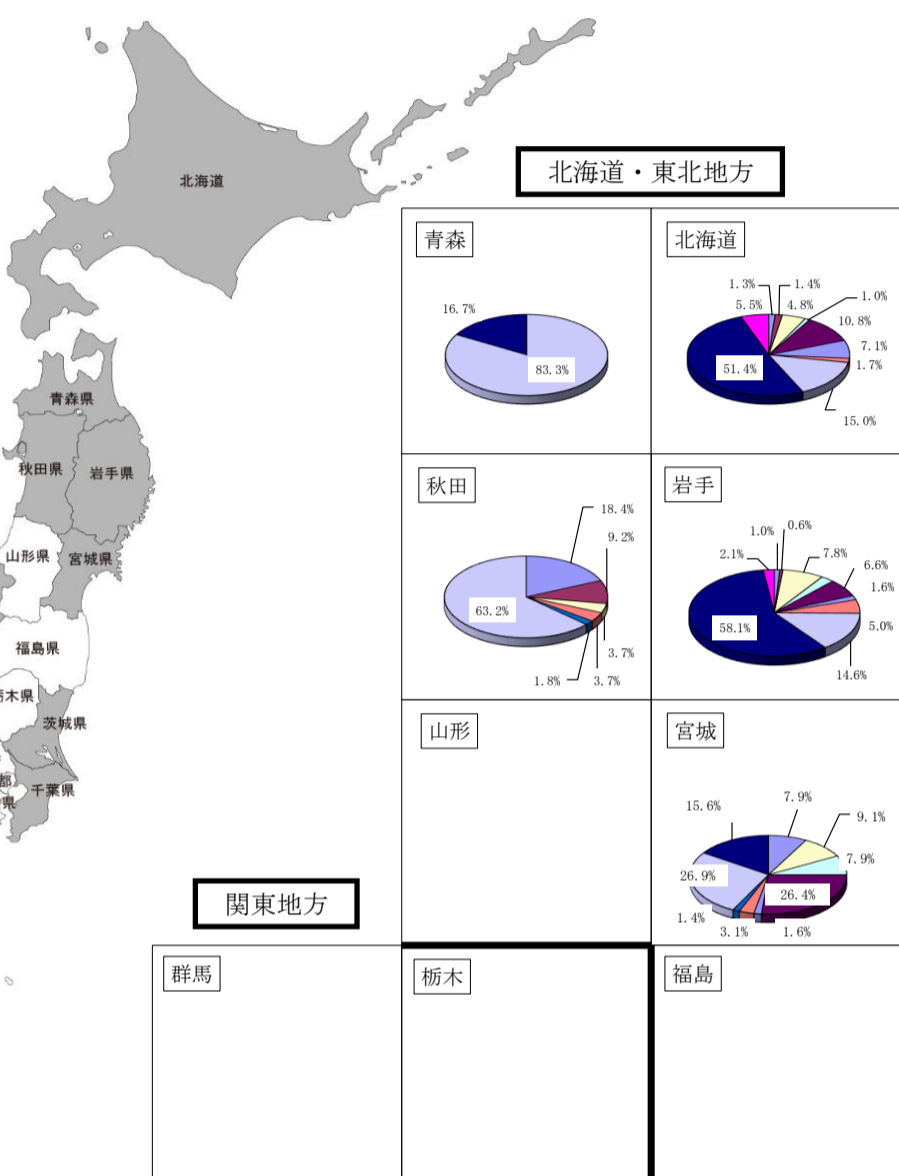 北海道
青森県
秋田県
岩手県
山形県
宮城県
福島県
木県
茨城県
都
県
千葉県
北海道・東北地方
青森
16.7%
83.3%
北海道
1.3%
1.4%
5.5%
4.8%
1.0%
10.8%
7.1%
1.7%
51.4%
15.0%
秋田
18.4%
9.2%
63.2%
3.7%
1.8%
3.7%
岩手
1.0%
0.6%
2.1%
7.8%
6.6%
1.6%
58.1%
5.0%
14.6%
山形
宮城
15.6%
7.9%
9.1%
7.9%
26.9%
26.4%
1.4%
3.1%
1.6%
関東地方
群馬
栃木
福島